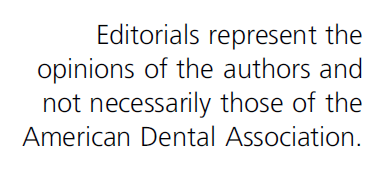 Editorials represent the
opinions of the authors and
not necessarily those of the
American Dental Association.